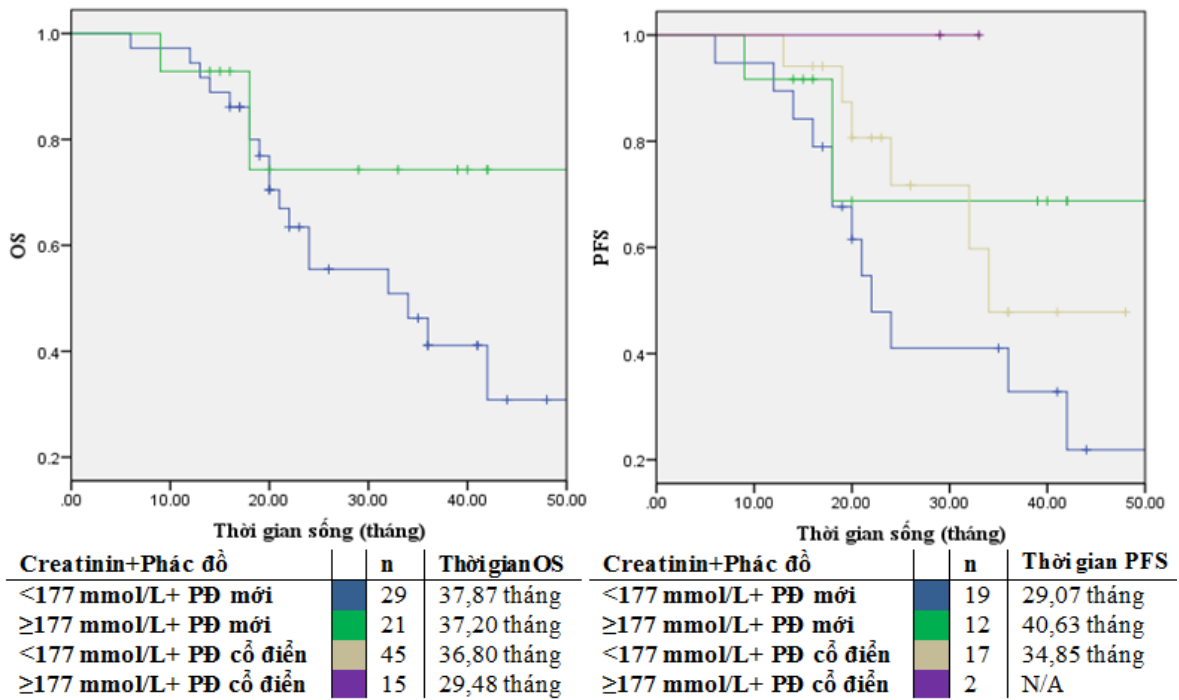 1.0
0.8
0.6
0.4
0.2
OS
.00 10.00 20.00 30.00 40.00 50.00
Thời gian sống (tháng)
Creatinin+Phác đồ n Thời gian OS
<177 mmol/L+ PĐ mới 29 37,87 tháng
≥177 mmol/L+ PĐ mới 21 37,20 tháng
<177 mmol/L+ PĐ cổ điển 45 36,80 tháng
≥177 mmol/L+ PĐ cổ điển 15 29,48 tháng
1.0
0.8
0.6
0.4
0.2
PFS
.00 10.00 20.00 30.00 40.00 50.00
Thời gian sống (tháng)
Creatinin+Phác đồ n Thời gian PFS
<177 mmol/L+ PĐ mới 19 29,07 tháng
≥177 mmol/L+ PĐ mới 12 40,63 tháng
<177 mmol/L+ PĐ cổ điển 17 34,85 tháng
≥177 mmol/L+ PĐ cổ điển 2 N/A